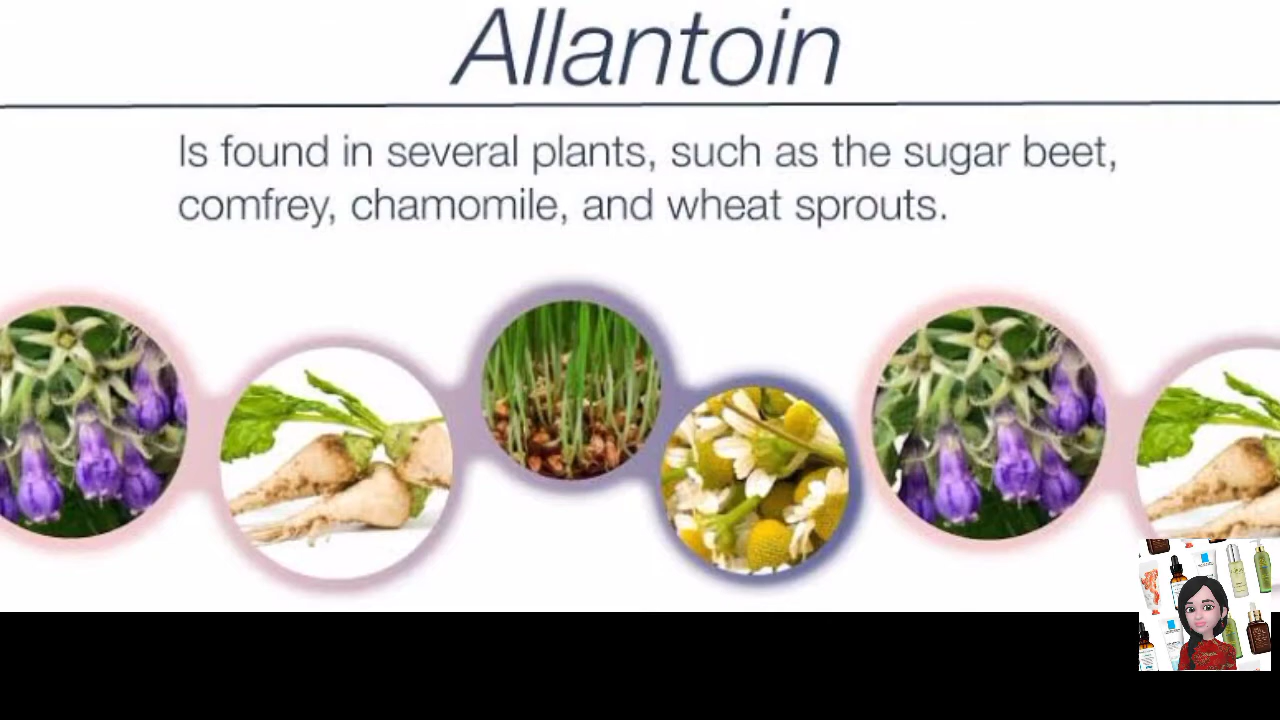 Allantoin
Is found in several plants, such as the sugar beet,
comfrey, chamomile, and wheat sprouts.